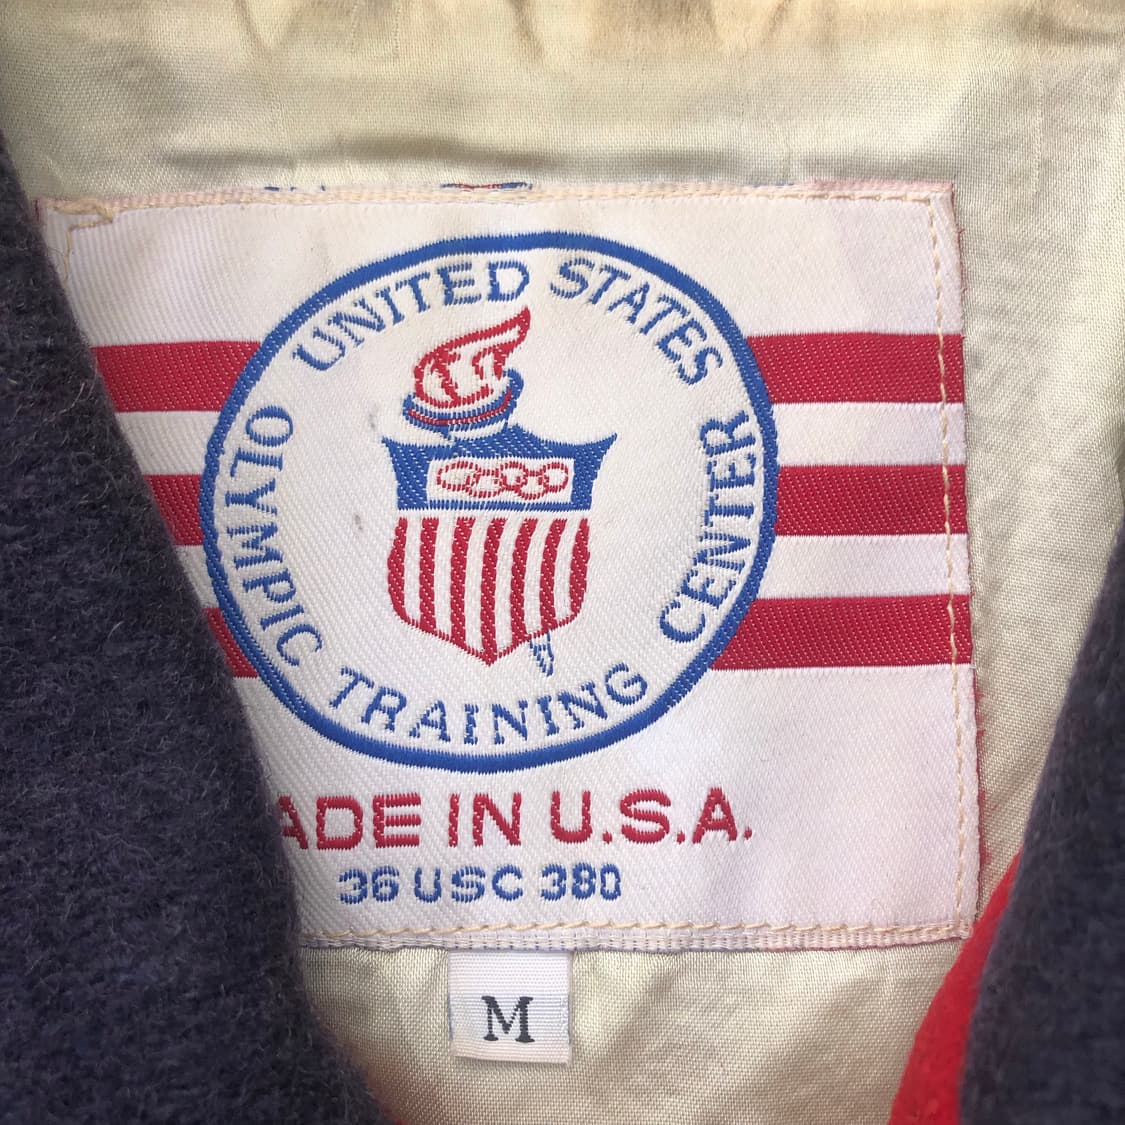 UNITED STATES
OLYMPIC TRAINING CENTER
ADE IN U.S.A.
36 USC 380
M